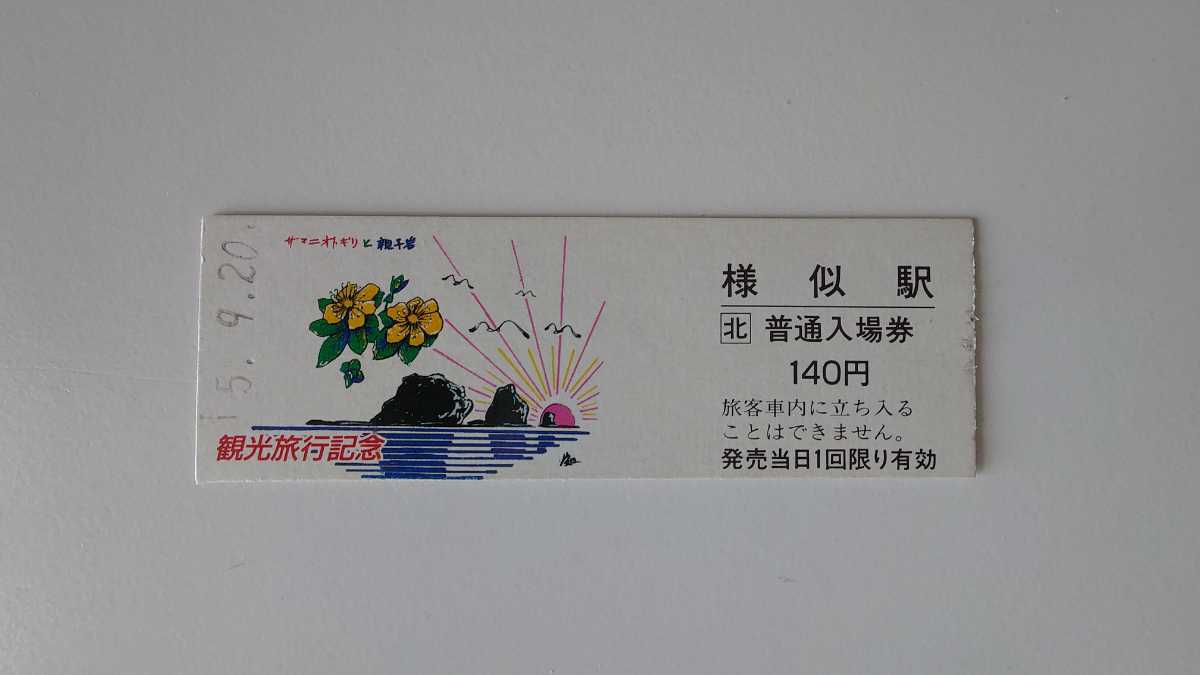 サマニオトギリと親子岩
5. 9.20.
観光旅行記念
様似駅
北 普通入場券
140円
旅客車内に立ち入る
ことはできません。
発売当日1回限り有効